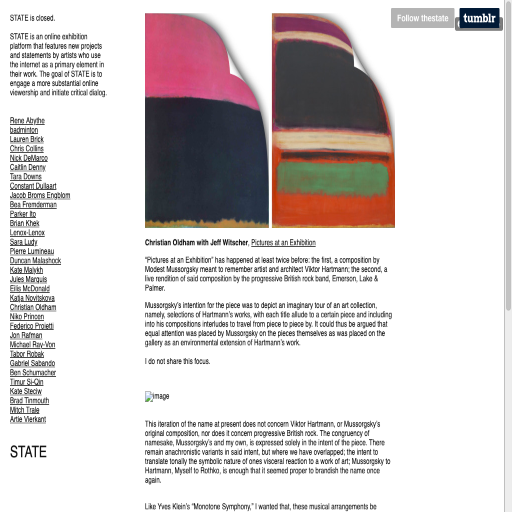 STATE is closed.
STATE is an online exhibition
platform that features new projects
and statements by artists who use
the internet as a primary element in
their work. The goal of STATE is to
engage a more substantial online
viewership and initiate critical dialog.
Rene Abythe
badminton
Lauren Brick
Chris Collins
Nick DeMarco
Caitlin Denny
Tara Downs
Constant Dullaart
Jacob Broms Engblom
Bea Fremderman
Parker Ito
Brian Khek
Lenox-Lenox
Sara Ludy
Pierre Lumineau
Duncan Malashock
Kate Malykh
Jules Marquis
Eilis McDonald
Katja Novitskova
Christian Oldham
Niko Princen
Federico Proietti
Jon Rafman
Michael Ray-Von
Tabor Robak
Gabriel Sabando
Ben Schumacher
Timur Si-Qin
Kate Steciw
Brad Tinmouth
Mitch Trale
Artie Vierkant
STATE
Follow thestate
tumblr
Christian Oldham with Jeff Witscher, Pictures at an Exhibition
"Pictures at an Exhibition" has happened at least twice before: the first, a composition by
Modest Mussorgsky meant to remember artist and architect Viktor Hartmann; the second, a
live rendition of said composition by the progressive British rock band, Emerson, Lake &
Palmer.
Mussorgsky's intention for the piece was to depict an imaginary tour of an art collection,
namely, selections of Hartmann's works, with each title allude to a certain piece and including
into his compositions interludes to travel from piece to piece by. It could thus be argued that
equal attention was placed by Mussorgsky on the pieces themselves as was placed on the
gallery as an environmental extension of Hartmann's work.
I do not share this focus.
image
This iteration of the name at present does not concern Viktor Hartmann, or Mussorgsky's
original composition, nor does it concern progressive British rock. The congruency of
namesake, Mussorgsky's and my own, is expressed solely in the intent of the piece. There
remain anachronistic variants in said intent, but where we have overlapped; the intent to
translate tonally the symbolic nature of ones visceral reaction to a work of art; Mussorgsky to
Hartmann, Myself to Rothko, is enough that it seemed proper to brandish the name once
again.
Like Yves Klein's "Monotone Symphony," I wanted that, these musical arrangements be